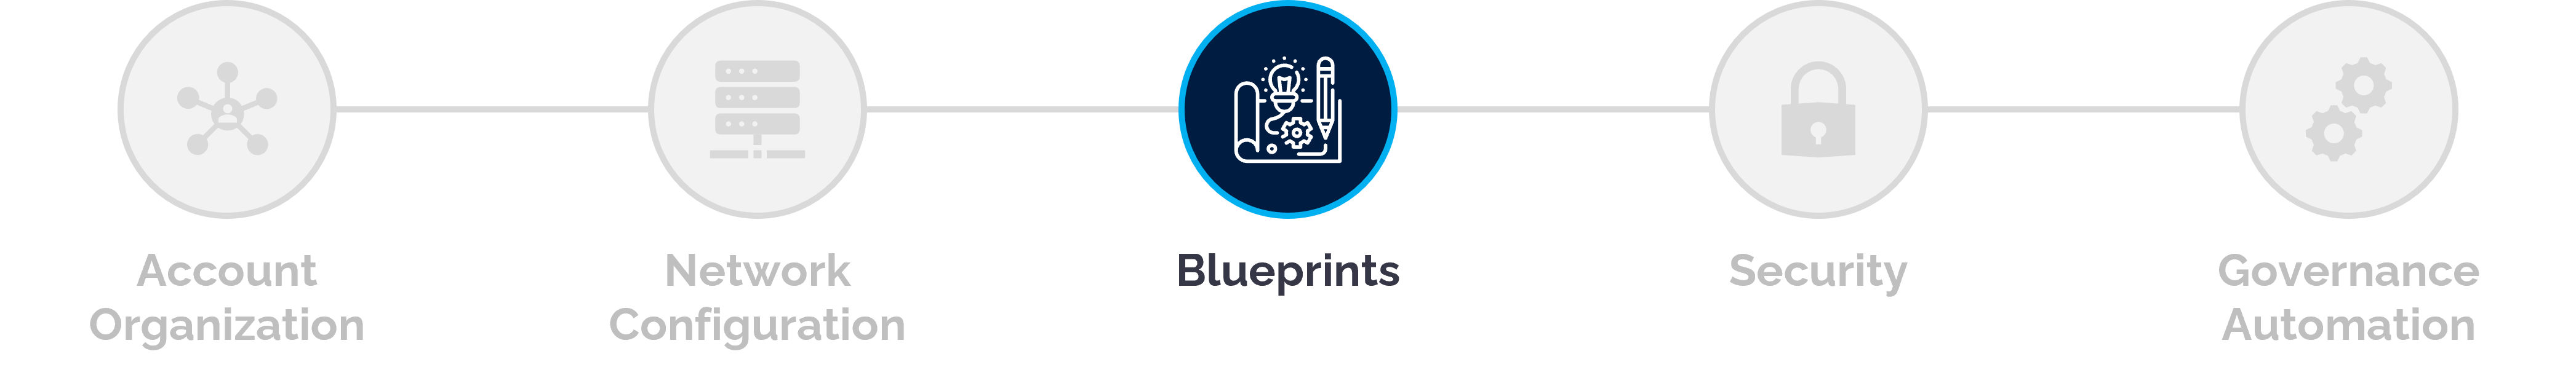 Account
Organization
Network
Configuration
Blueprints
Security
Governance
Automation